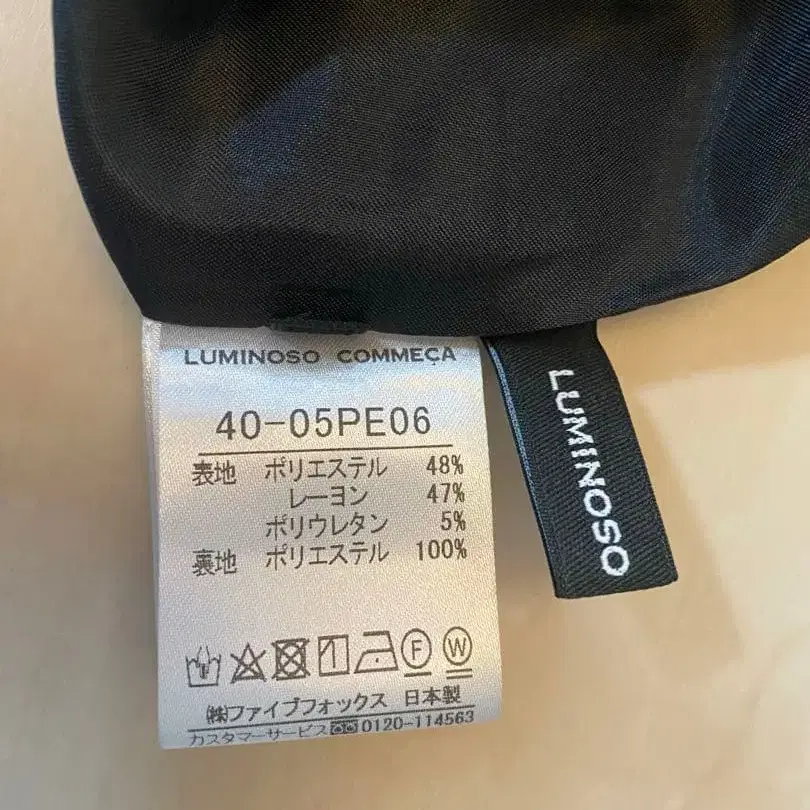 LUMINOSO COMMEÇA
40-05PE06
表地 ポリエステル 48%
レーヨン 47%
ポリウレタン 5%
裏地 ポリエステル 100%
F W
㈱ファイブフォックス 日本製
カスタマーサービス 0120-114563
LUMINOSO